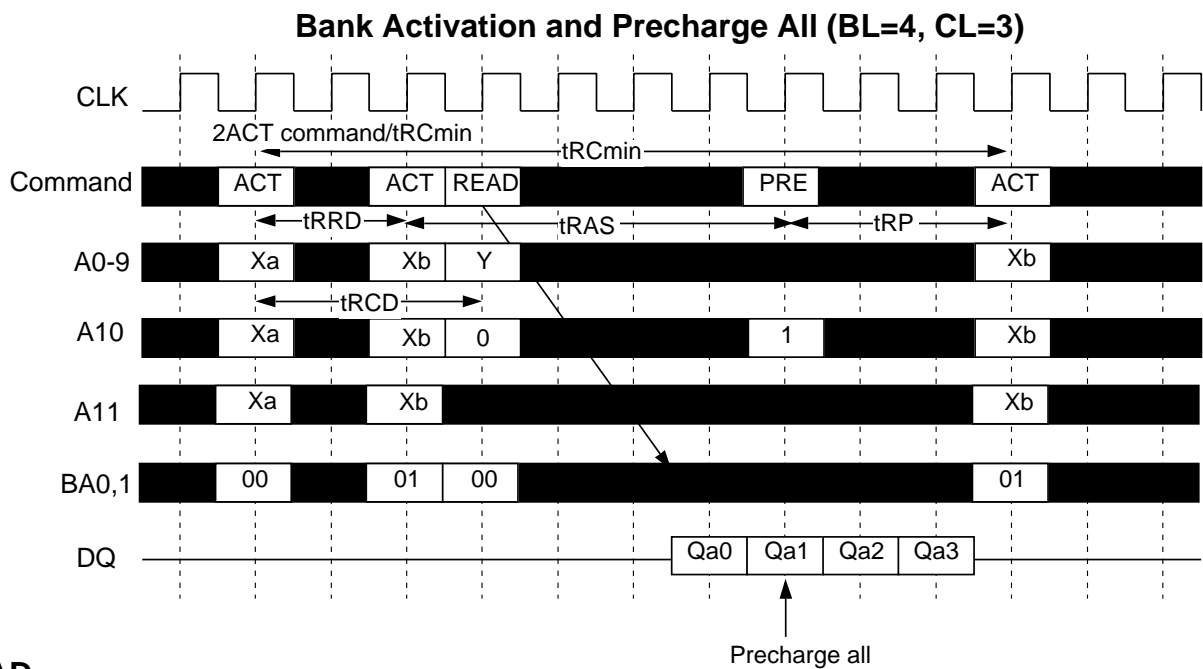 Bank Activation and Precharge All (BL=4, CL=3)
CLK
2ACT command/tRCmin
tRCmin
Command ACT ACT READ PRE ACT
tRRD tRAS tRP
A0-9 Xa Xb Y Xb
tRCD
A10 Xa Xb 0 1 Xb
A11 Xa Xb Xb
BA0,1 00 01 00 01
DQ Qa0 Qa1 Qa2 Qa3
Precharge all